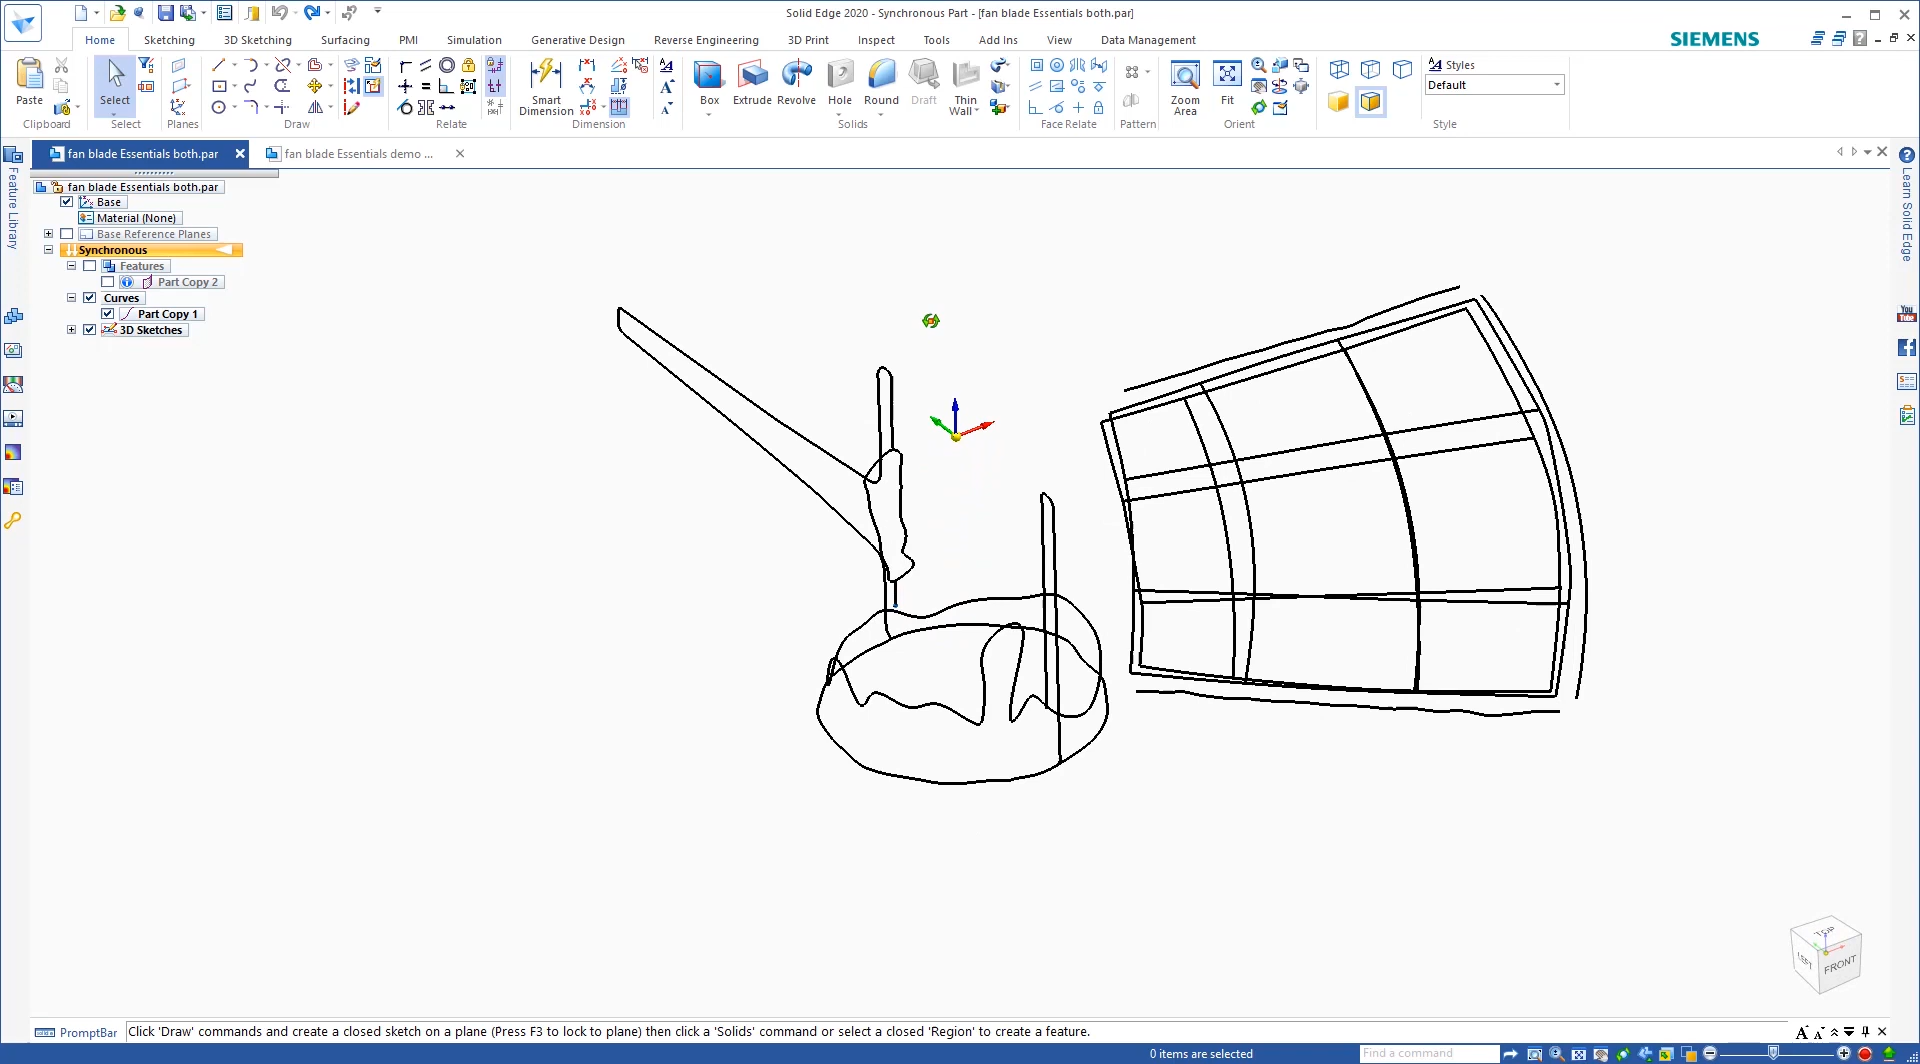 Solid Edge 2020 - Synchronous Part - [fan blade Essentials both.par]
Home Sketching 3D Sketching Surfacing PMI Simulation Generative Design Reverse Engineering 3D Print Inspect Tools Add Ins View Data Management
SIEMENS
Paste
Clipboard
Select
Select
Planes
Draw
Relate
Smart Dimension
Dimension
Box Extrude Revolve Hole Round Draft Thin Wall
Solids
Face Relate
Pattern
Zoom Area
Fit
Orient
Styles
Default
Style
fan blade Essentials both.par
fan blade Essentials demo ...
Feature Library
Learn Solid Edge
fan blade Essentials both.par
Base
Material (None)
Base Reference Planes
Synchronous
Features
Part Copy 2
Curves
Part Copy 1
3D Sketches
You
Tube
TOP
LEFT
FRONT
PromptBar
Click 'Draw' commands and create a closed sketch on a plane (Press F3 to lock to plane) then click a 'Solids' command or select a closed 'Region' to create a feature.
0 items are selected
Find a command